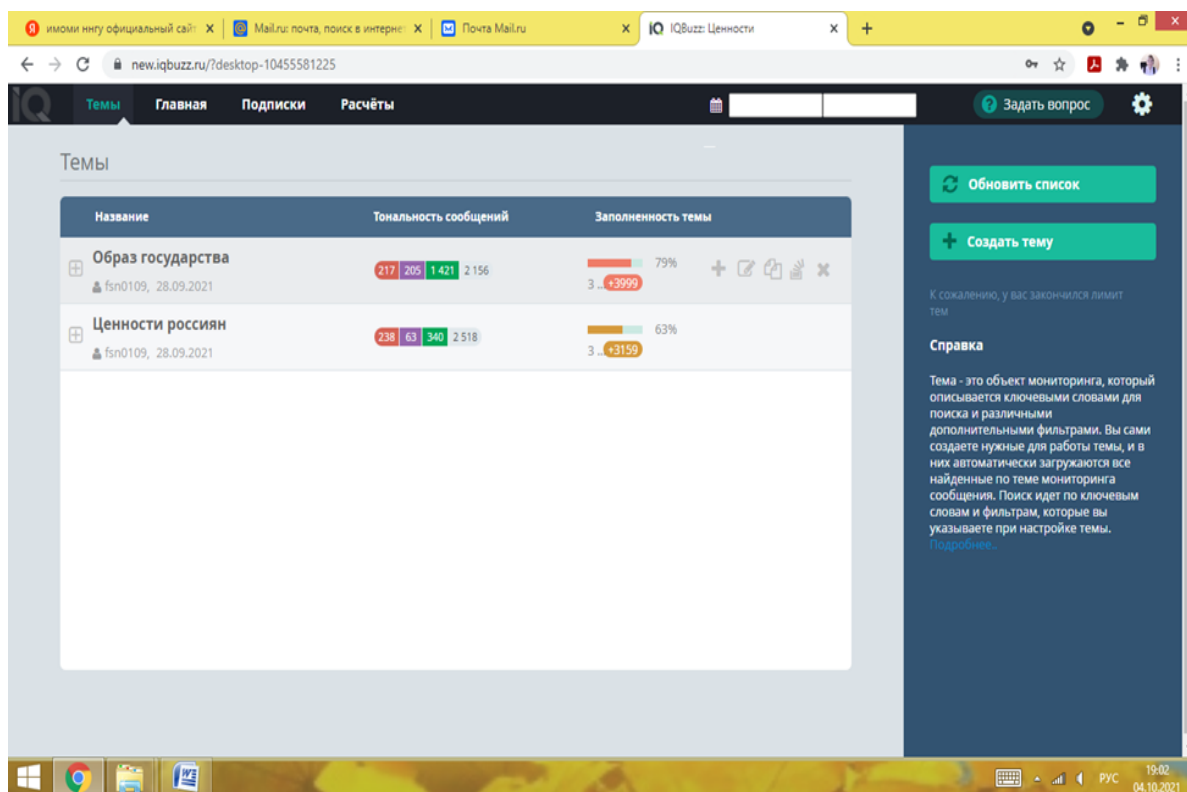 имоми ннгу официальный сайт
Mail.ru: почта, поиск в интернет
Почта Mail.ru
IQBuzz: Ценности
new.iqbuzz.ru/?desktop-10455581225
IQ Темы Главная Подписки Расчёты Задать вопрос
Темы
Название Тональность сообщений Заполненность темы
Образ государства
217 205 1 421 2 156
79%
fsn0109, 28.09.2021
3 ... +3999
Ценности россиян
238 63 340 2 518
63%
fsn0109, 28.09.2021
3 ... +3159
Обновить список
Создать тему
К сожалению, у вас закончился лимит
тем
Справка
Тема - это объект мониторинга, который
описывается ключевыми словами для
поиска и различными
дополнительными фильтрами. Вы сами
создаете нужные для работы темы, и в
них автоматически загружаются все
найденные по теме мониторинга
сообщения. Поиск идет по ключевым
словам и фильтрам, которые вы
указываете при настройке темы.
Подробнее..
РУС
19:02
04.10.2021